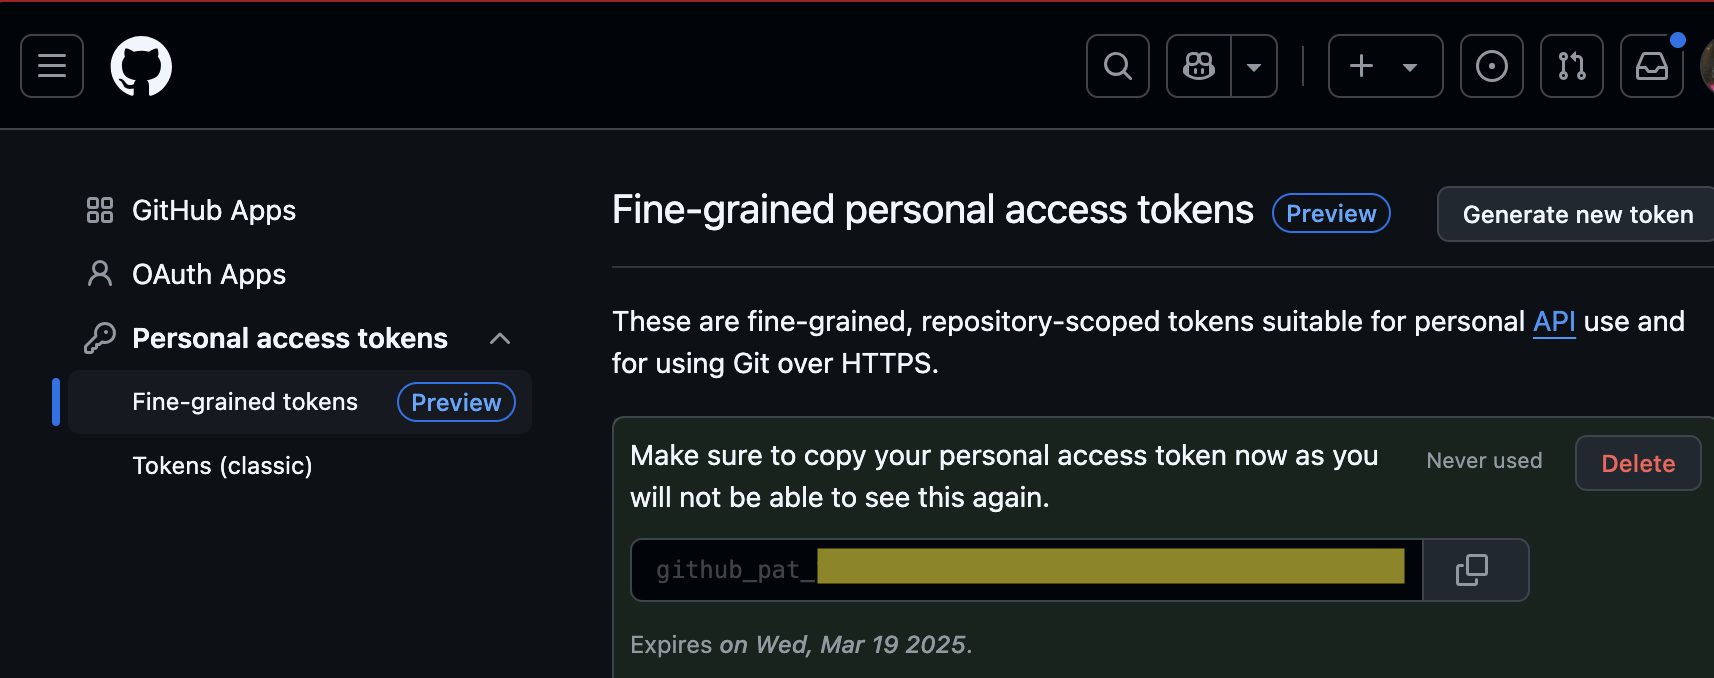 GitHub Apps
OAuth Apps
Personal access tokens
Fine-grained tokens Preview
Tokens (classic)
Fine-grained personal access tokens Preview Generate new token
These are fine-grained, repository-scoped tokens suitable for personal API use and
for using Git over HTTPS.
Make sure to copy your personal access token now as you
will not be able to see this again.
Never used
Delete
github_pat_
Expires on Wed, Mar 19 2025.